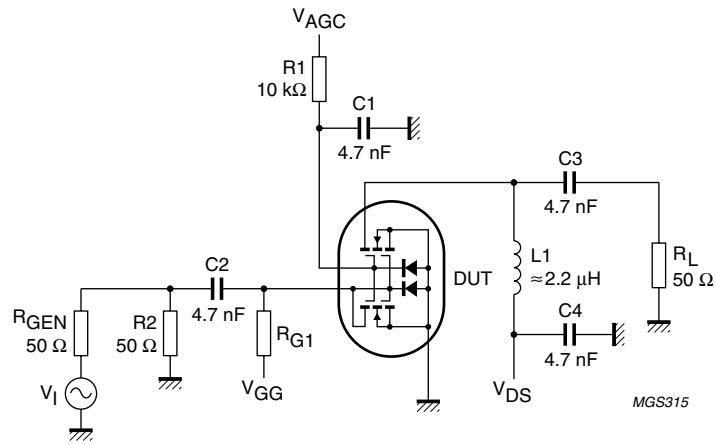 VAGC
R1
10 kΩ
C1
4.7 nF
C3
4.7 nF
L1
≈2.2 μH
RL
50 Ω
DUT
C2
4.7 nF
RGEN
50 Ω
R2
50 Ω
RG1
C4
4.7 nF
VI
VGG
VDS
MGS315